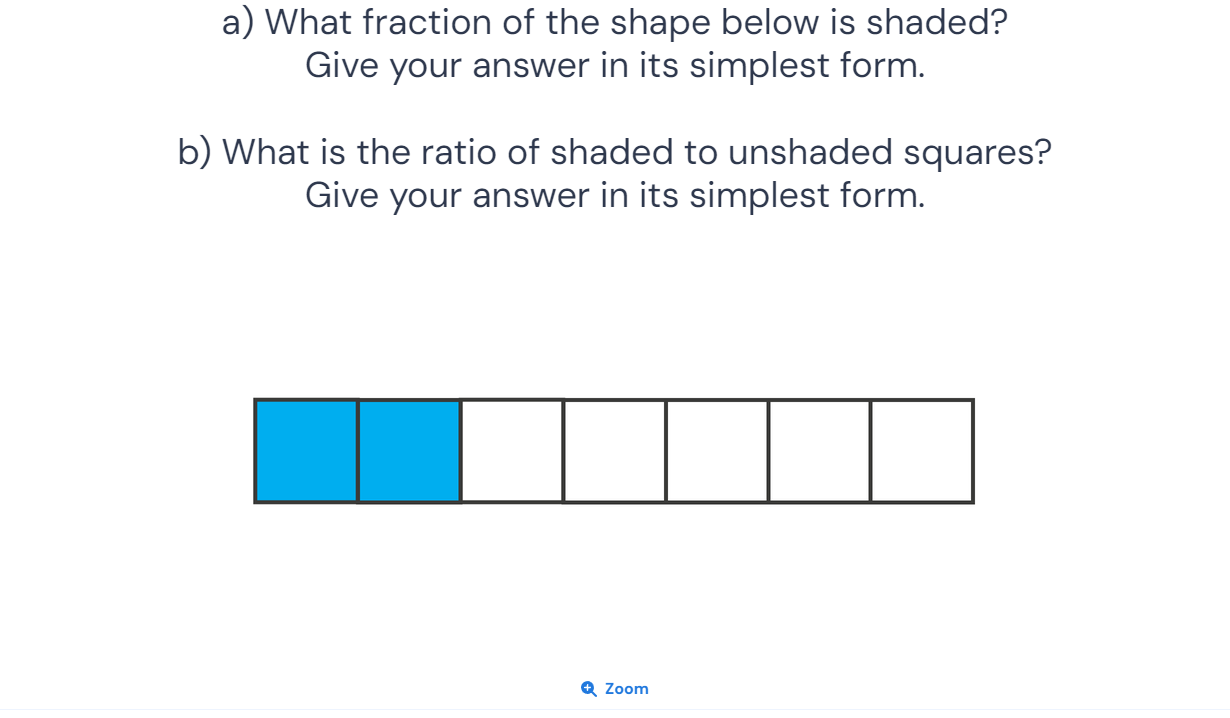 a) What fraction of the shape below is shaded?
Give your answer in its simplest form.
b) What is the ratio of shaded to unshaded squares?
Give your answer in its simplest form.
Zoom